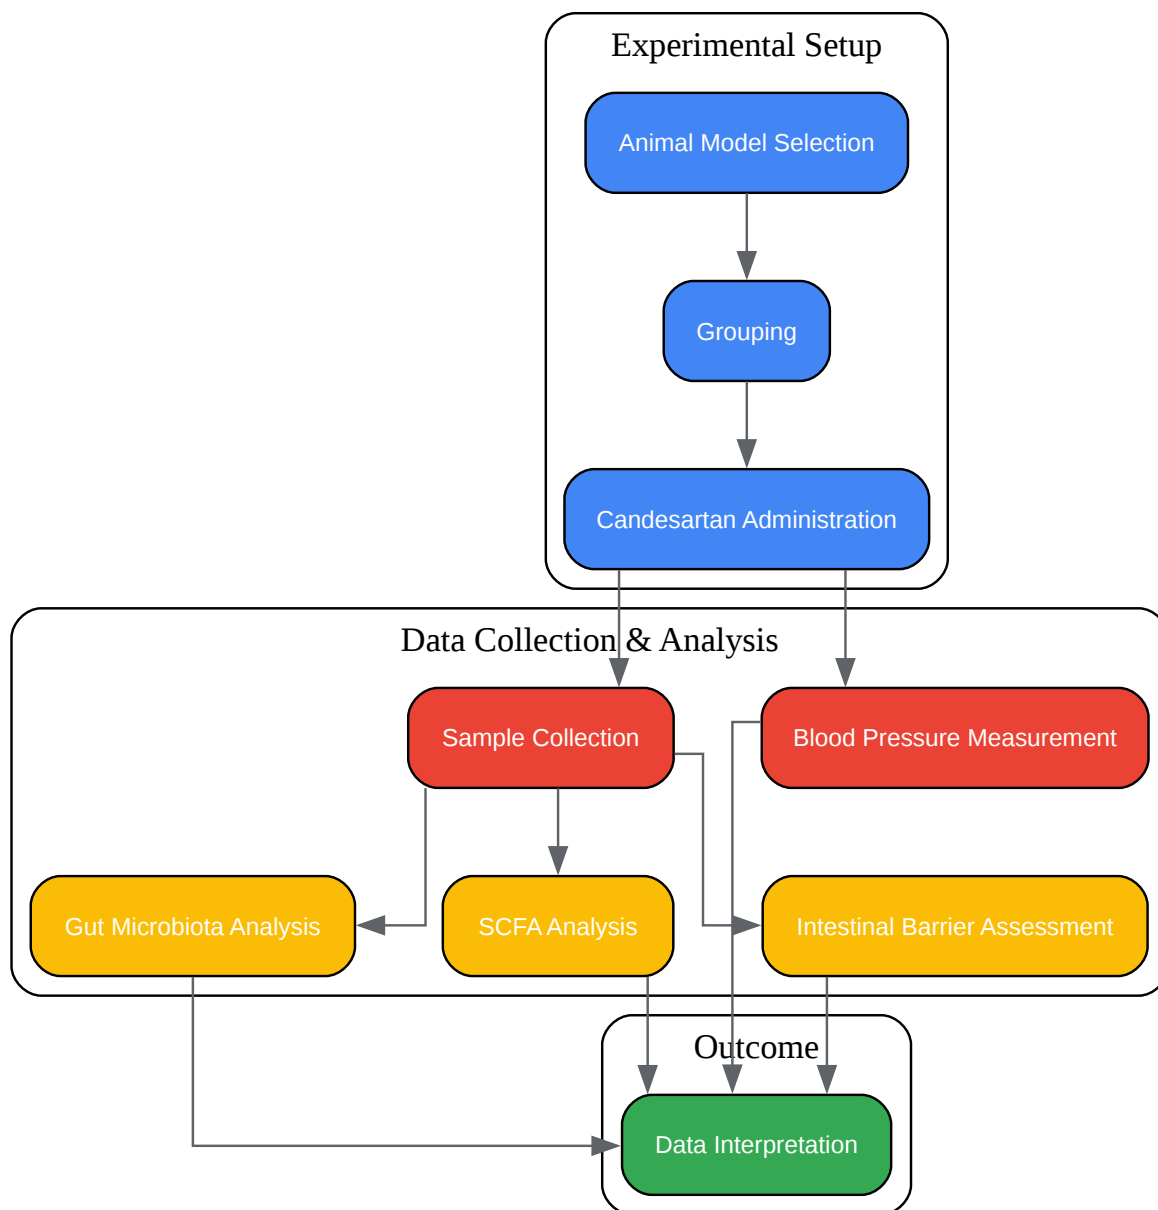 Experimental Setup
Animal Model Selection
Grouping
Candesartan Administration
Data Collection & Analysis
Sample Collection
Blood Pressure Measurement
Gut Microbiota Analysis
SCFA Analysis
Intestinal Barrier Assessment
Outcome
Data Interpretation